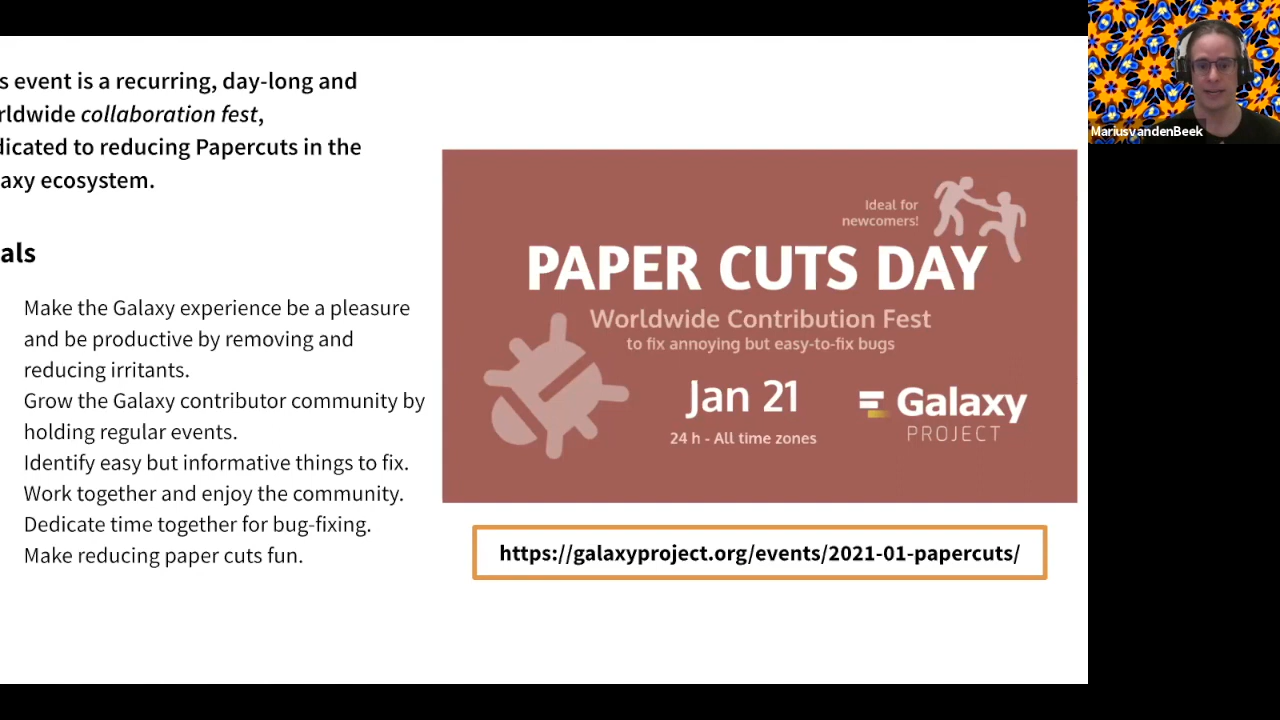 s event is a recurring, day-long and
rldwide collaboration fest,
dicated to reducing Papercuts in the
axy ecosystem.
als
Make the Galaxy experience be a pleasure
and be productive by removing and
reducing irritants.
Grow the Galaxy contributor community by
holding regular events.
Identify easy but informative things to fix.
Work together and enjoy the community.
Dedicate time together for bug-fixing.
Make reducing paper cuts fun.
Ideal for
newcomers!
PAPER CUTS DAY
Worldwide Contribution Fest
to fix annoying but easy-to-fix bugs
Jan 21
24 h - All time zones
Galaxy
PROJECT
https://galaxyproject.org/events/2021-01-papercuts/
MariusvandenBeek